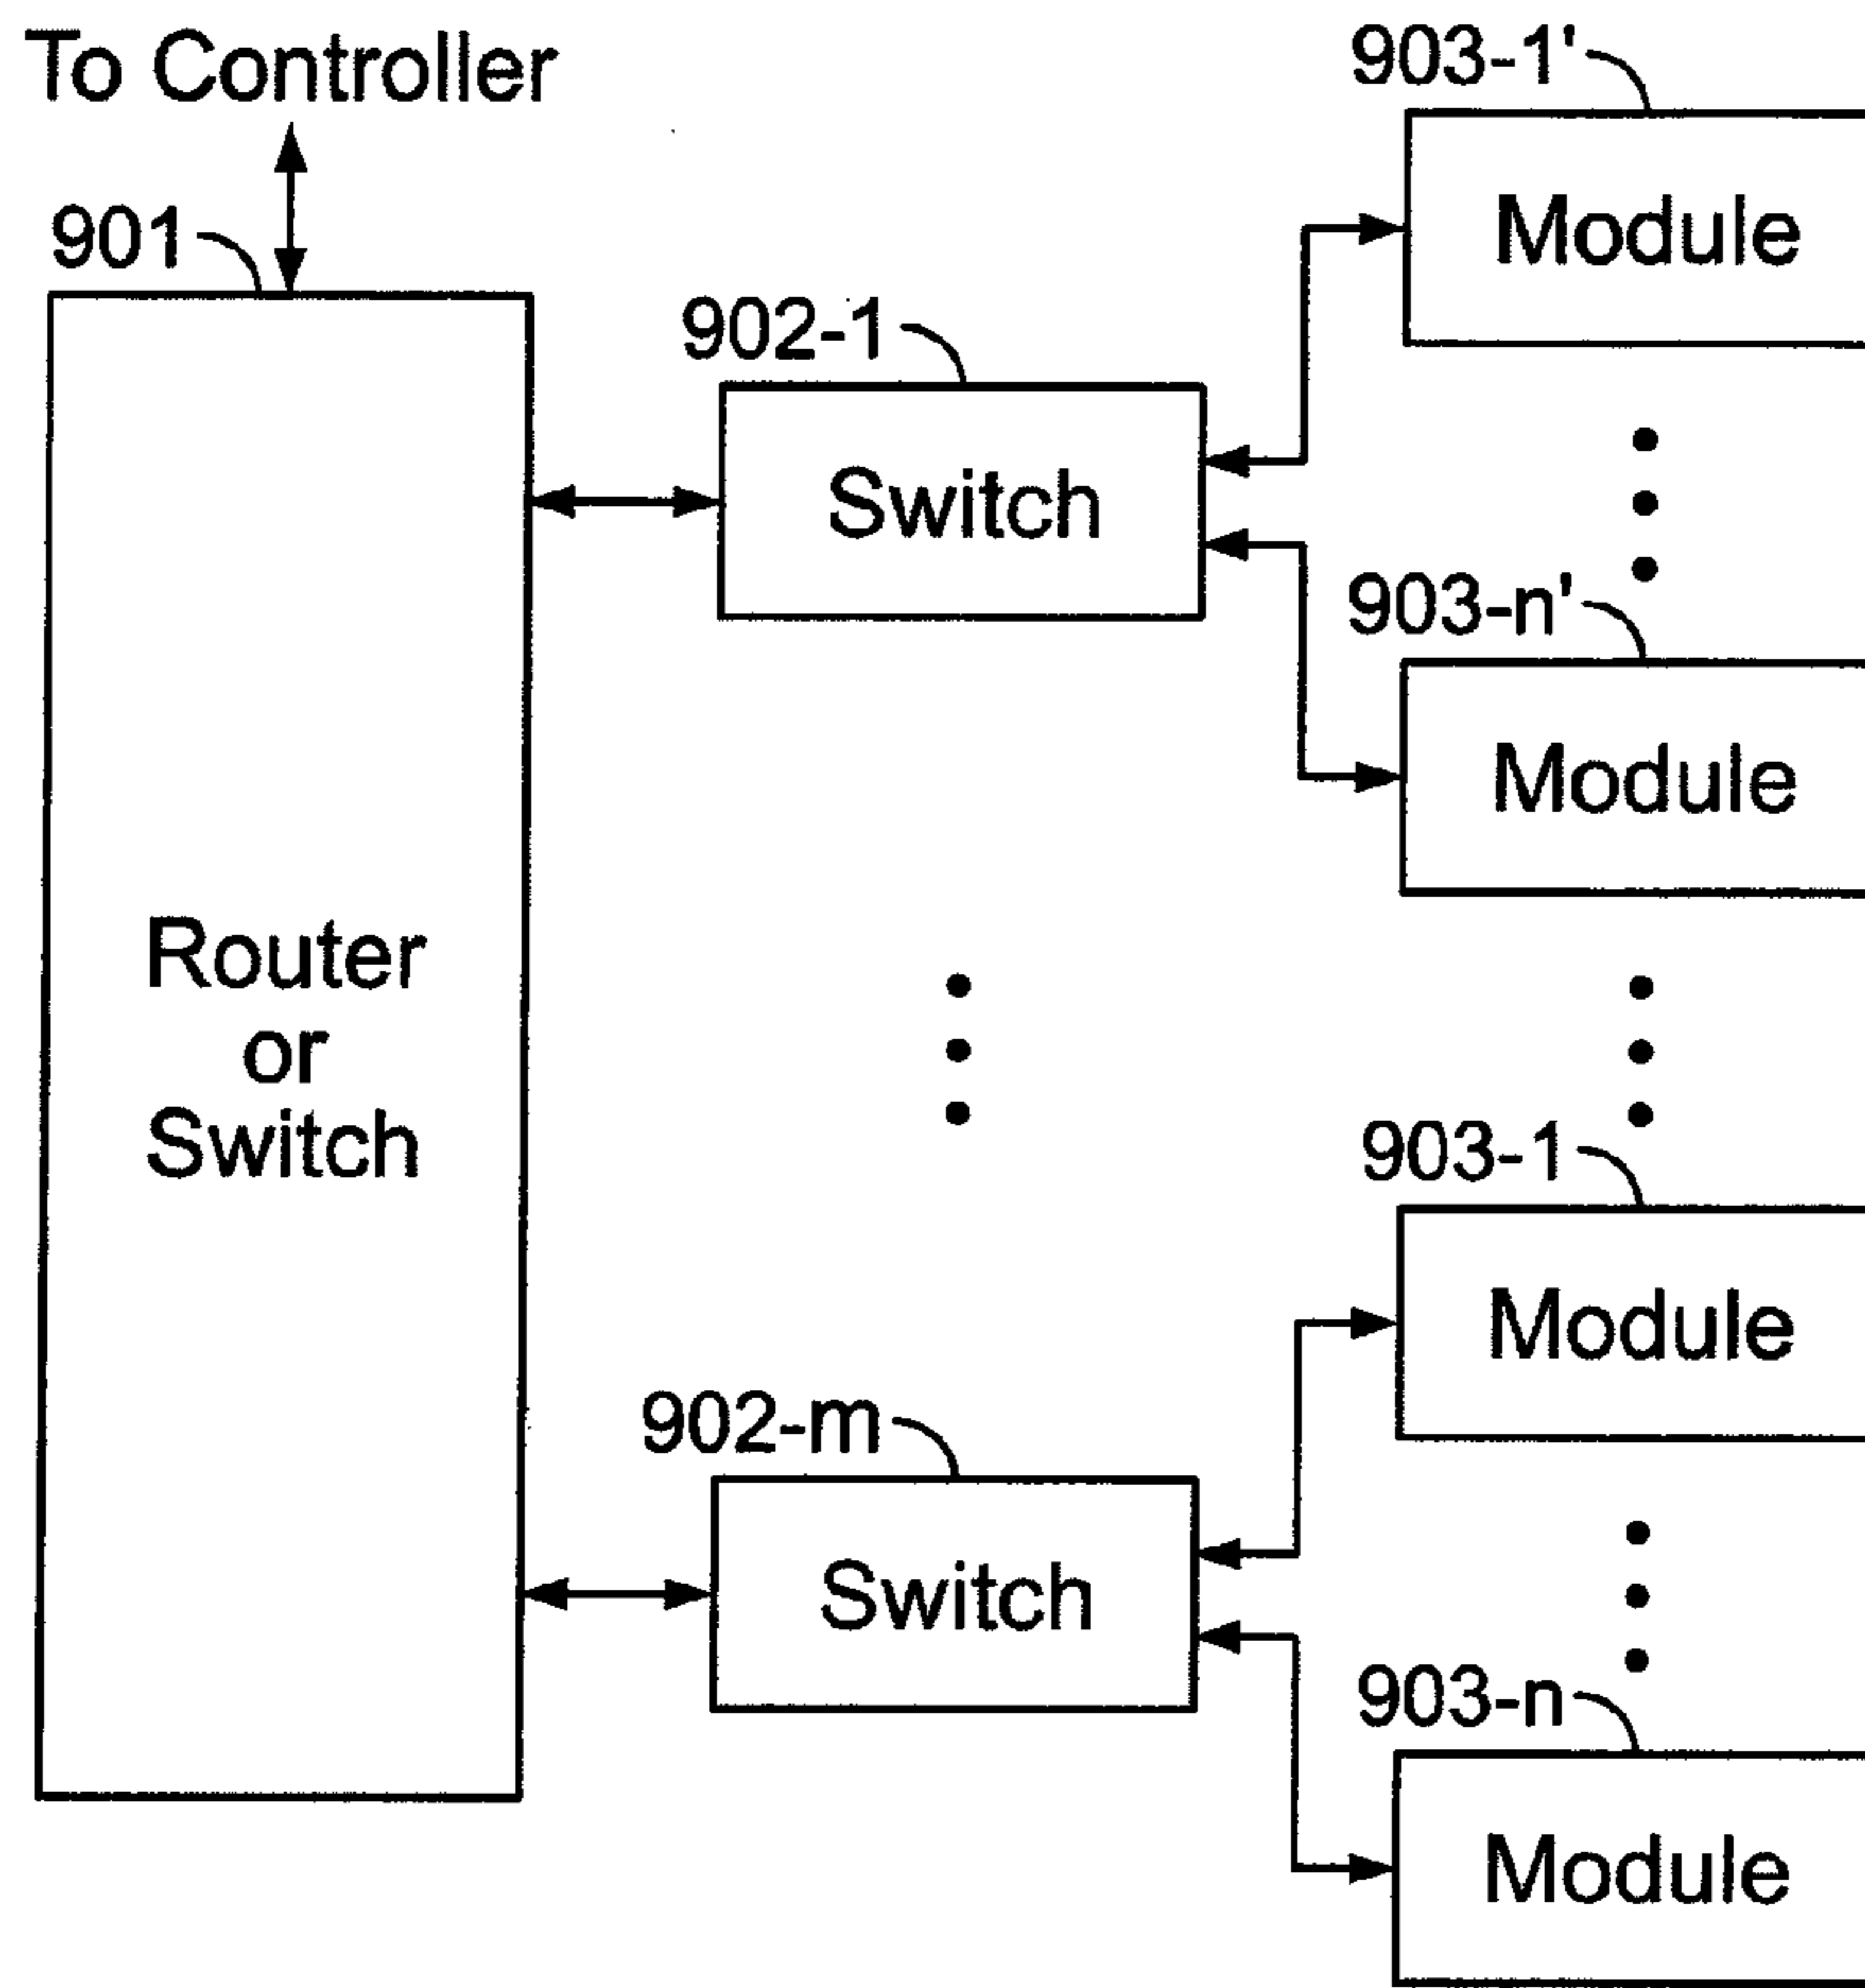 To Controller
901
Router
or
Switch
902-1
Switch
902-m
Switch
903-1'
Module
903-n'
Module
903-1
Module
903-n
Module